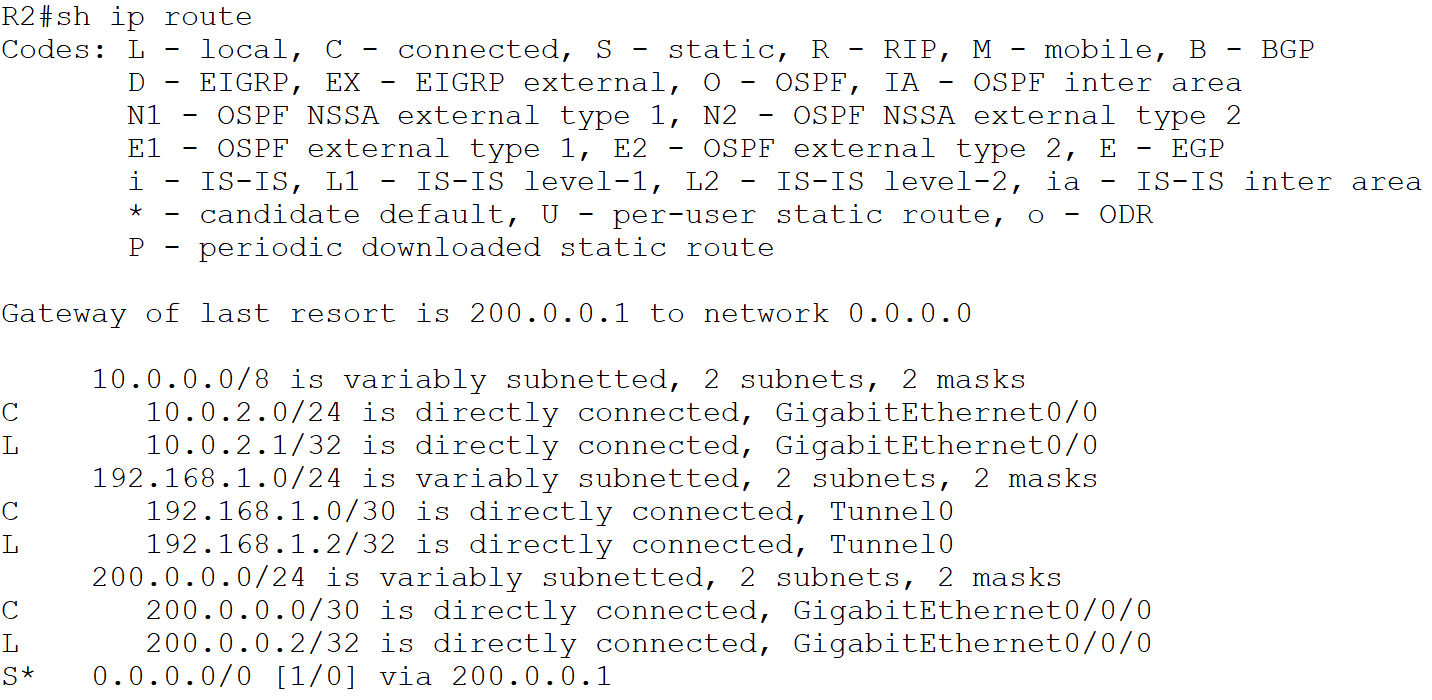 R2#sh ip route
Codes: L - local, C - connected, S - static, R - RIP, M - mobile, B - BGP
D - EIGRP, EX - EIGRP external, O - OSPF, IA - OSPF inter area
N1 - OSPF NSSA external type 1, N2 - OSPF NSSA external type 2
E1 - OSPF external type 1, E2 - OSPF external type 2, E - EGP
i - IS-IS, L1 - IS-IS level-1, L2 - IS-IS level-2, ia - IS-IS inter area
* - candidate default, U - per-user static route, o - ODR
P - periodic downloaded static route
Gateway of last resort is 200.0.0.1 to network 0.0.0.0
10.0.0.0/8 is variably subnetted, 2 subnets, 2 masks
C 10.0.2.0/24 is directly connected, GigabitEthernet0/0
L 10.0.2.1/32 is directly connected, GigabitEthernet0/0
192.168.1.0/24 is variably subnetted, 2 subnets, 2 masks
C 192.168.1.0/30 is directly connected, Tunnel0
L 192.168.1.2/32 is directly connected, Tunnel0
200.0.0.0/24 is variably subnetted, 2 subnets, 2 masks
C 200.0.0.0/30 is directly connected, GigabitEthernet0/0/0
L 200.0.0.2/32 is directly connected, GigabitEthernet0/0/0
S* 0.0.0.0/0 [1/0] via 200.0.0.1